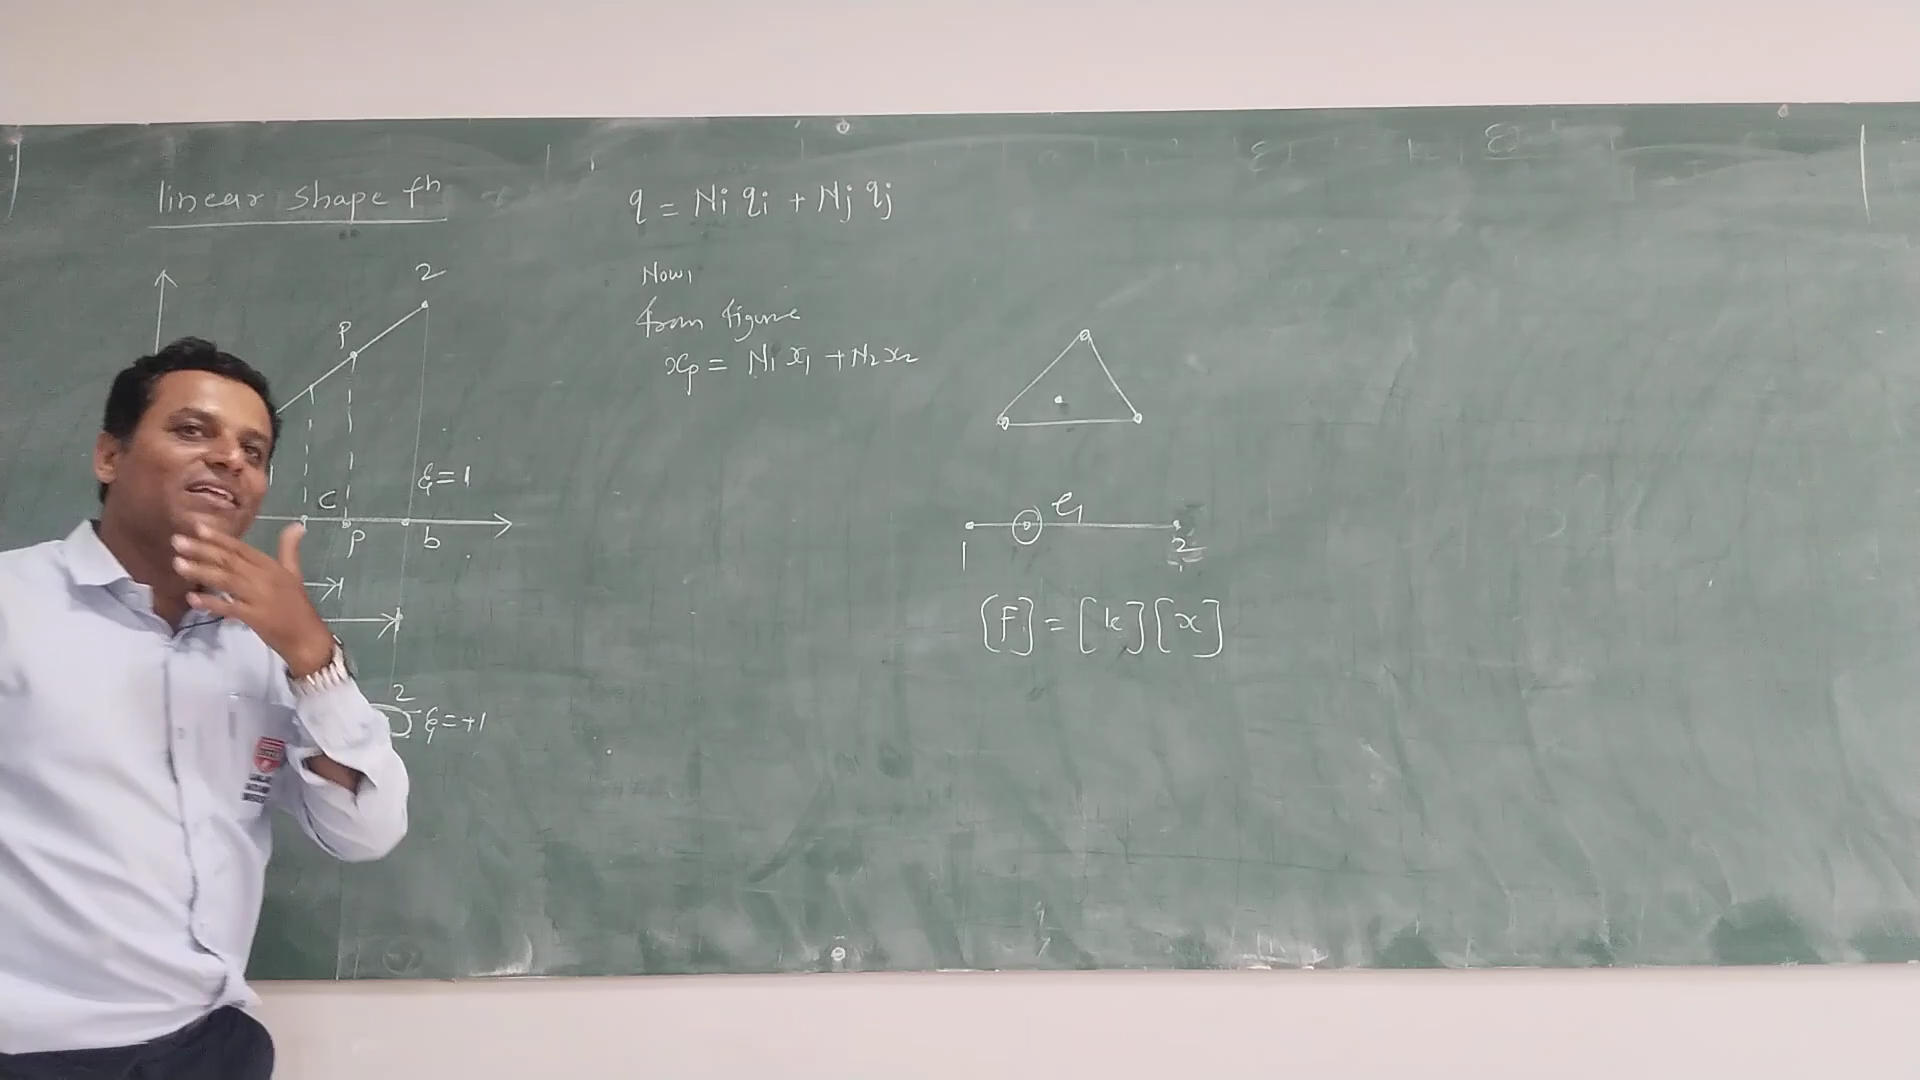 linear shape fn
2
P
ξ = 1
C
P
b
2
ξ = +1
q = Ni qi + Nj qj
Now,
from figure
xp = N1 x1 + N2 x2
e1
1
2
[F] = [k][x]